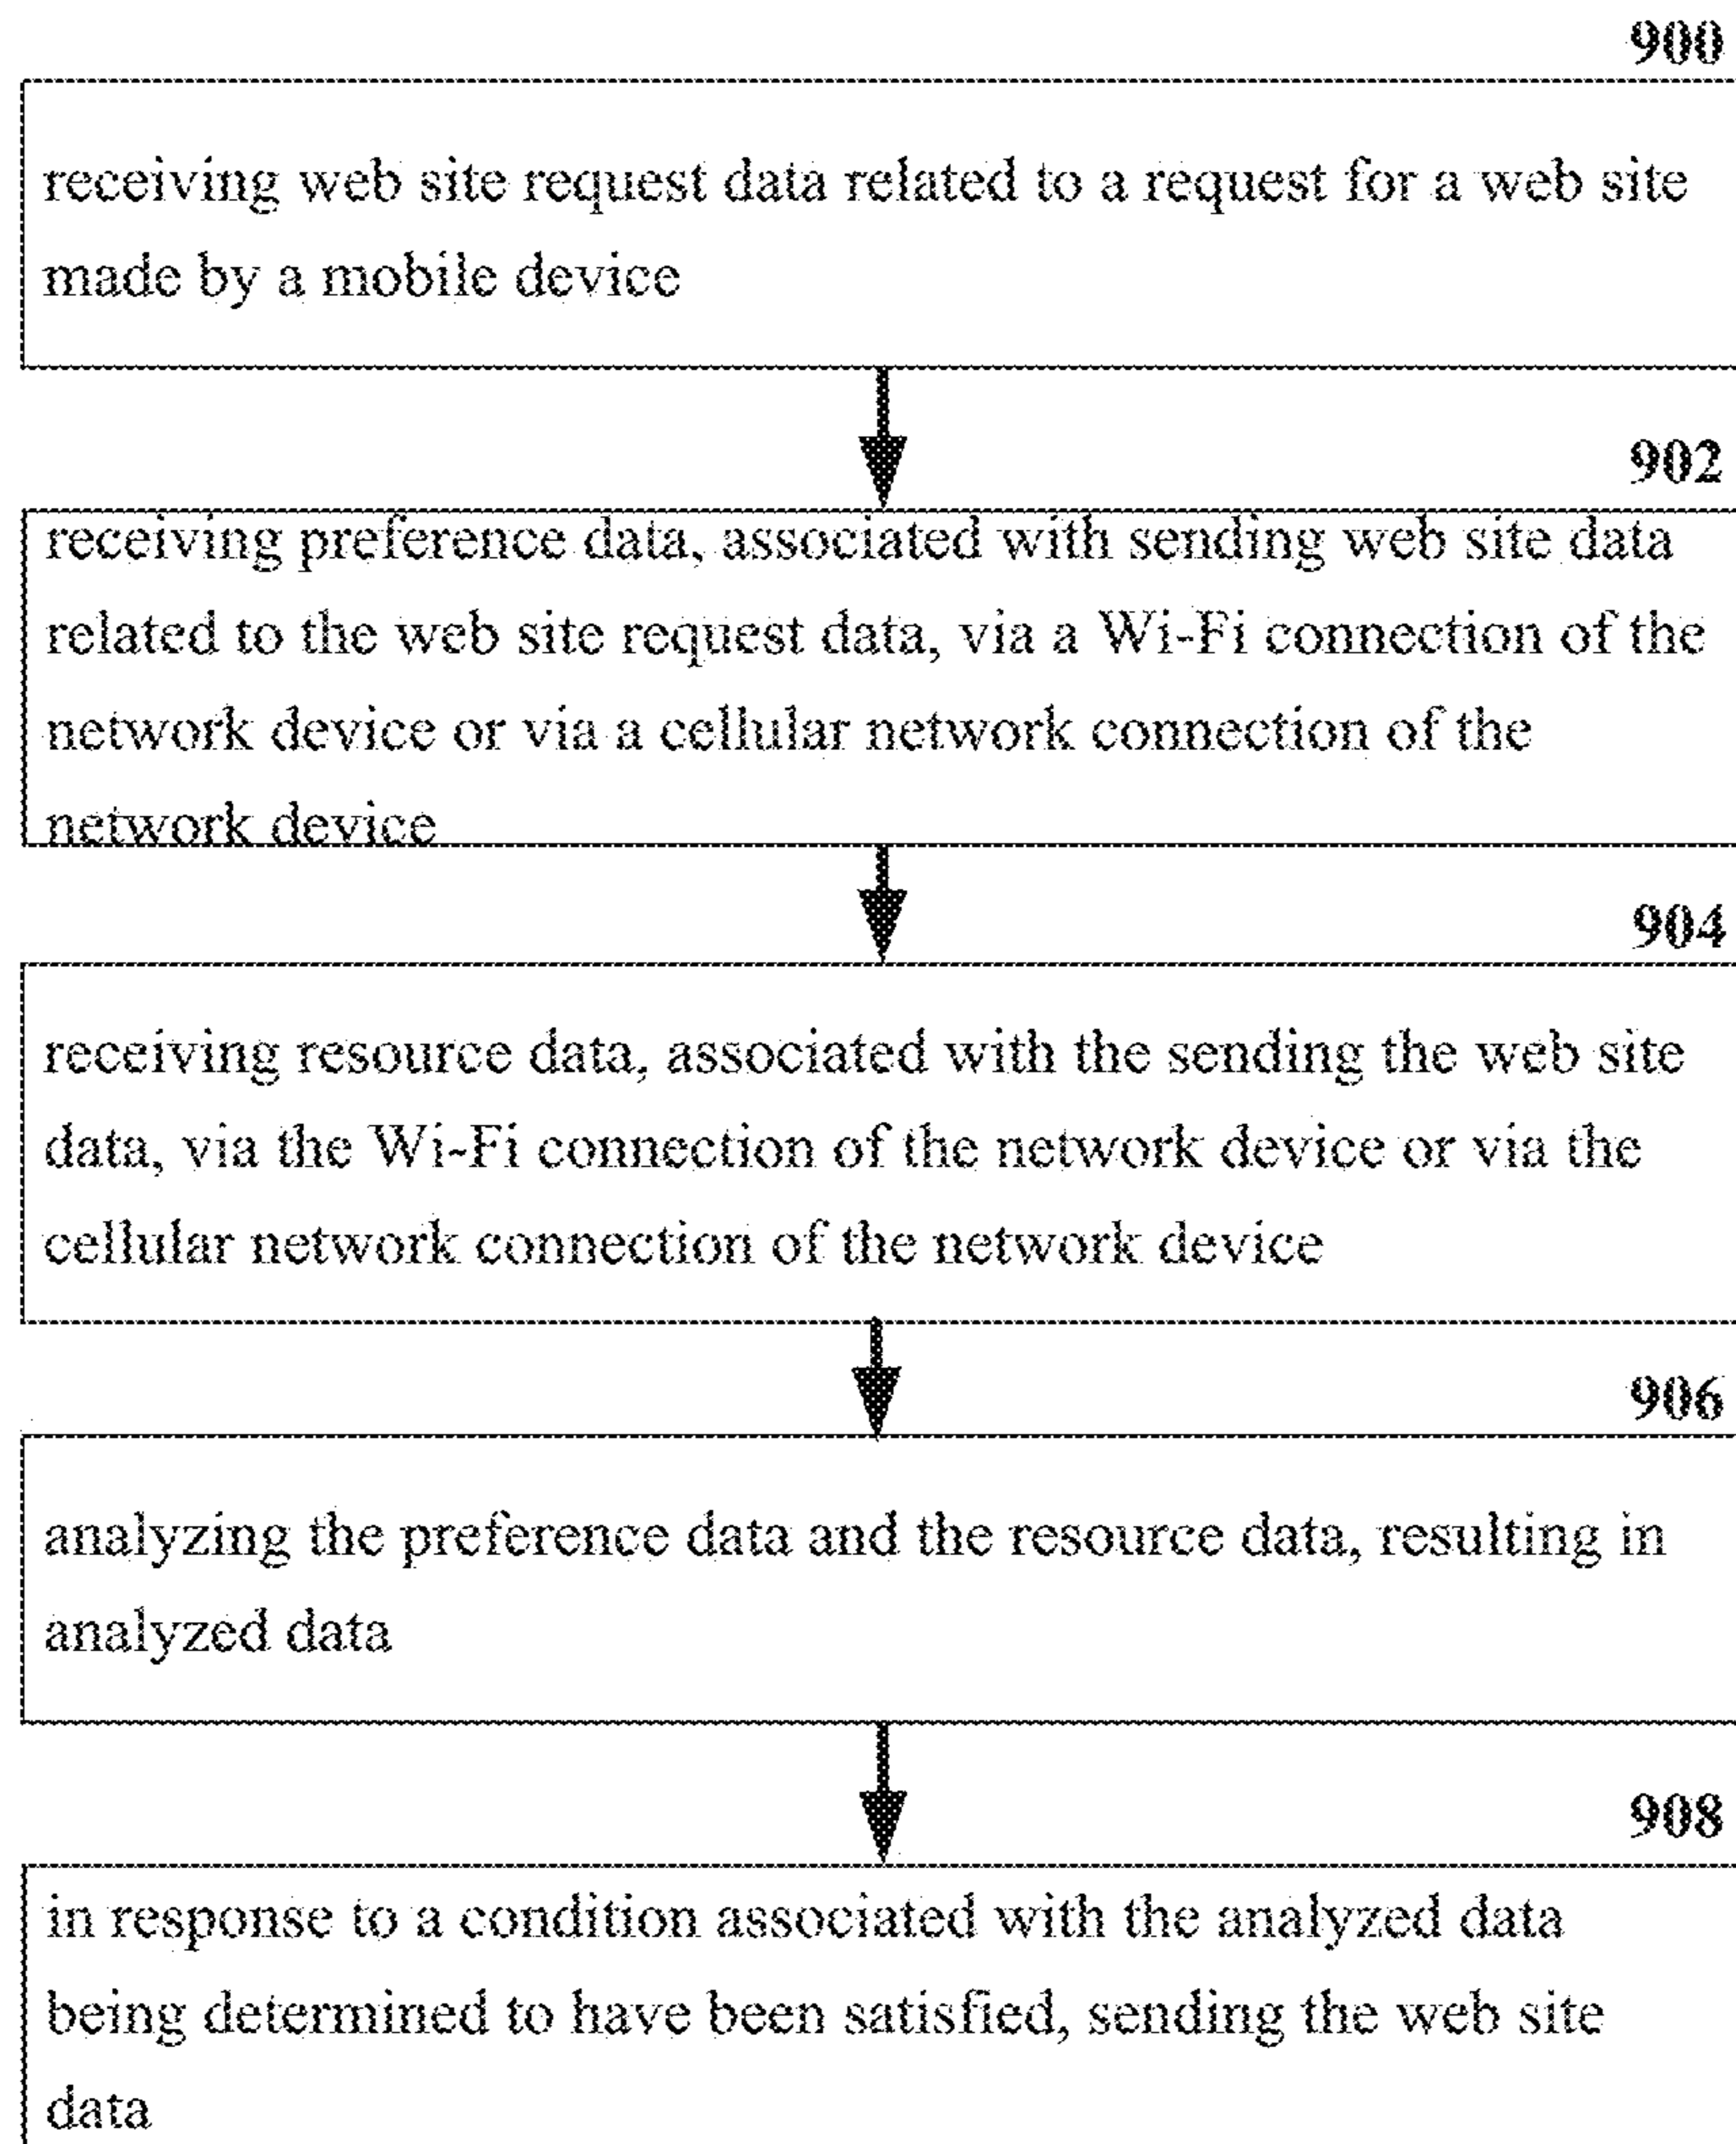 900
receiving web site request data related to a request for a web site
made by a mobile device
902
receiving preference data, associated with sending web site data
related to the web site request data, via a Wi-Fi connection of the
network device or via a cellular network connection of the
network device
904
receiving resource data, associated with the sending the web site
data, via the Wi-Fi connection of the network device or via the
cellular network connection of the network device
906
analyzing the preference data and the resource data, resulting in
analyzed data
908
in response to a condition associated with the analyzed data
being determined to have been satisfied, sending the web site
data